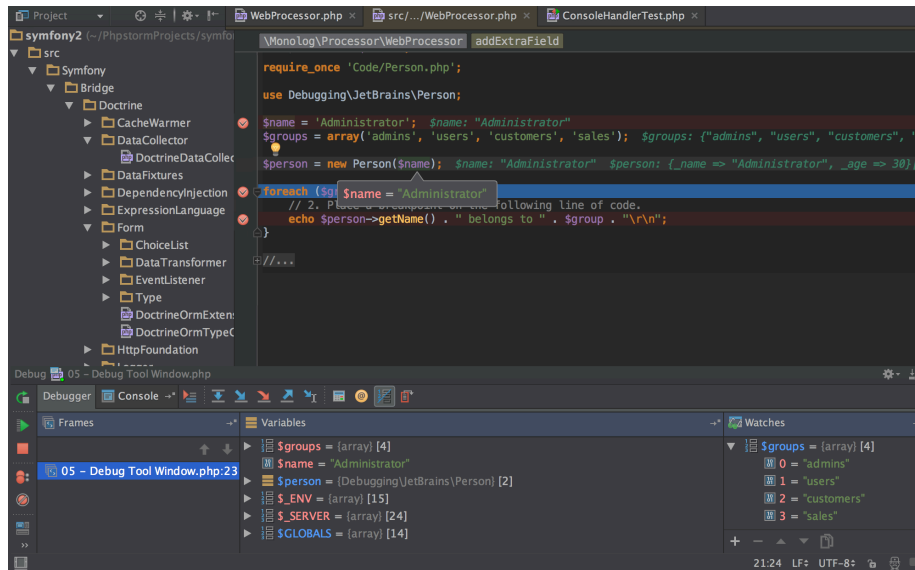 Project
WebProcessor.php ×
src/.../WebProcessor.php ×
ConsoleHandlerTest.php ×
symfony2 (~/PhpstormProjects/symfo
src
Symfony
Bridge
Doctrine
CacheWarmer
DataCollector
DoctrineDataCollec
DataFixtures
DependencyInjection
ExpressionLanguage
Form
ChoiceList
DataTransformer
EventListener
Type
DoctrineOrmExten
DoctrineOrmTypeG
HttpFoundation
\Monolog\Processor\WebProcessor addExtraField
require_once 'Code/Person.php';
use Debugging\JetBrains\Person;
$name = 'Administrator'; $name: "Administrator"
$groups = array('admins', 'users', 'customers', 'sales'); $groups: {"admins", "users", "customers", "
$person = new Person($name); $name: "Administrator" $person: {_name => "Administrator", _age => 30}
foreach ($g
$name = "Administrator"
// 2. Place a breakpoint on the following line of code.
echo $person->getName() . " belongs to " . $group . "\r\n";
}
//...
Debug 05 – Debug Tool Window.php
Debugger Console
Frames
05 – Debug Tool Window.php:23
Variables
$groups = {array} [4]
$name = "Administrator"
$person = {Debugging\JetBrains\Person} [2]
$_ENV = {array} [15]
$_SERVER = {array} [24]
$GLOBALS = {array} [14]
Watches
$groups = {array} [4]
0 = "admins"
1 = "users"
2 = "customers"
3 = "sales"
21:24 LF UTF-8